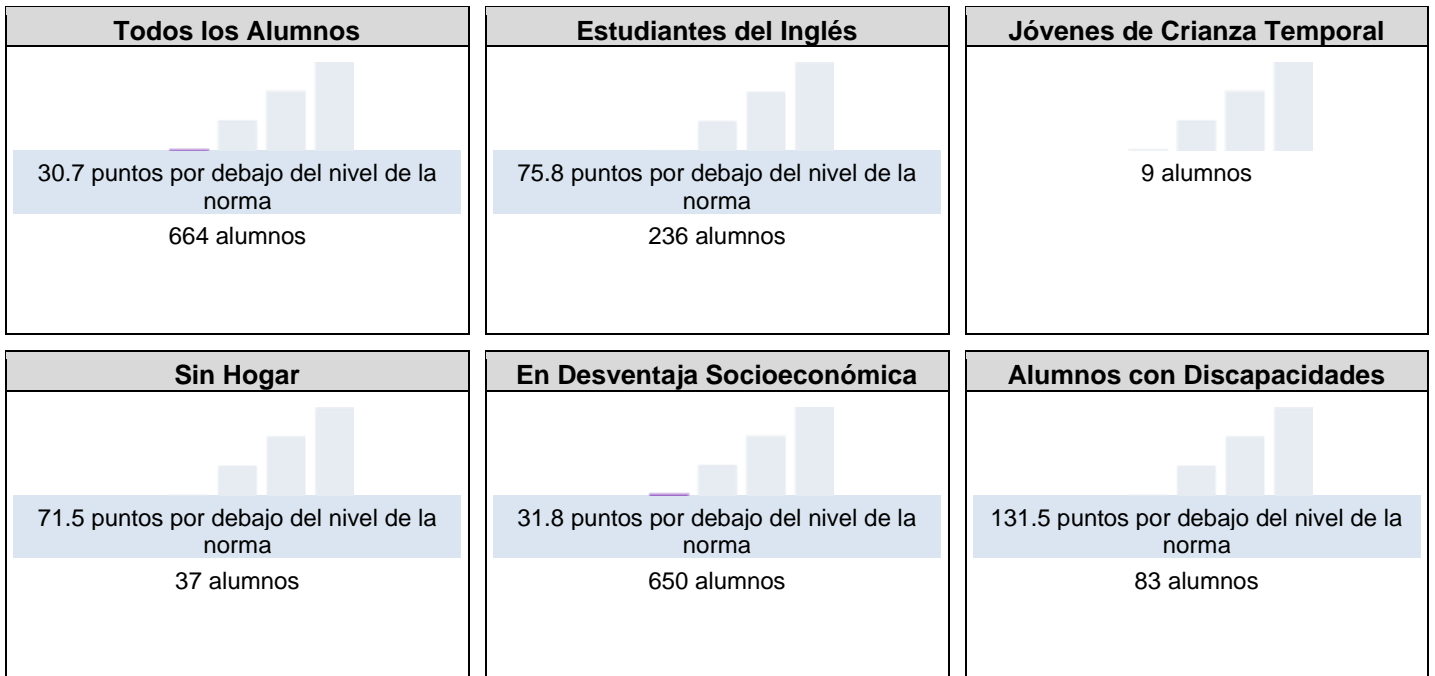 Todos los Alumnos
30.7 puntos por debajo del nivel de la
norma
664 alumnos
Estudiantes del Inglés
75.8 puntos por debajo del nivel de la
norma
236 alumnos
Jóvenes de Crianza Temporal
9 alumnos
Sin Hogar
71.5 puntos por debajo del nivel de la
norma
37 alumnos
En Desventaja Socioeconómica
31.8 puntos por debajo del nivel de la
norma
650 alumnos
Alumnos con Discapacidades
131.5 puntos por debajo del nivel de la
norma
83 alumnos